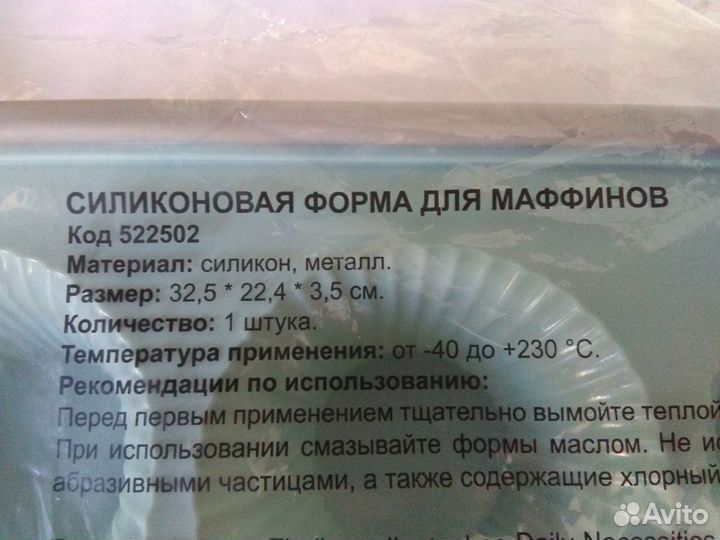 СИЛИКОНОВАЯ ФОРМА ДЛЯ МАФФИНОВ
Код 522502
Материал: силикон, металл.
Размер: 32,5 * 22,4 * 3,5 см.
Количество: 1 штука.
Температура применения: от -40 до +230 °C.
Рекомендации по использованию:
Перед первым применением тщательно вымойте теплой
При использовании смазывайте формы маслом. Не
абразивными частицами, а также содержащие хлорный
Daily Necessities
Avito